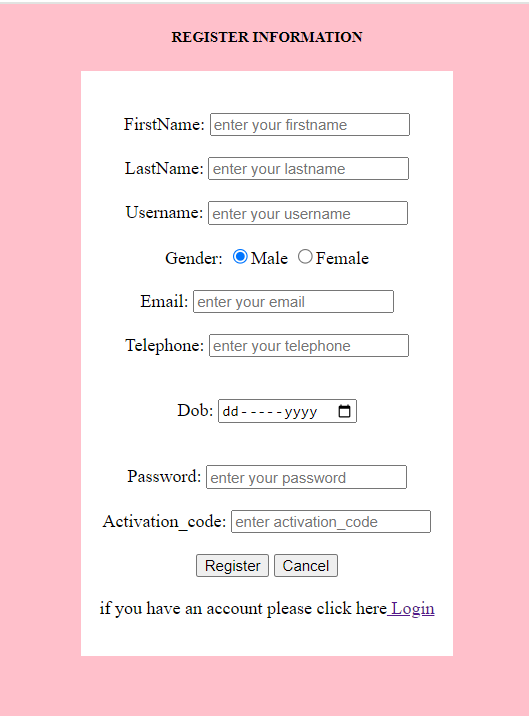 REGISTER INFORMATION
FirstName: enter your firstname
LastName: enter your lastname
Username: enter your username
Gender: Male Female
Email: enter your email
Telephone: enter your telephone
Dob: dd-----yyyy
Password: enter your password
Activation_code: enter activation_code
Register Cancel
if you have an account please click here Login